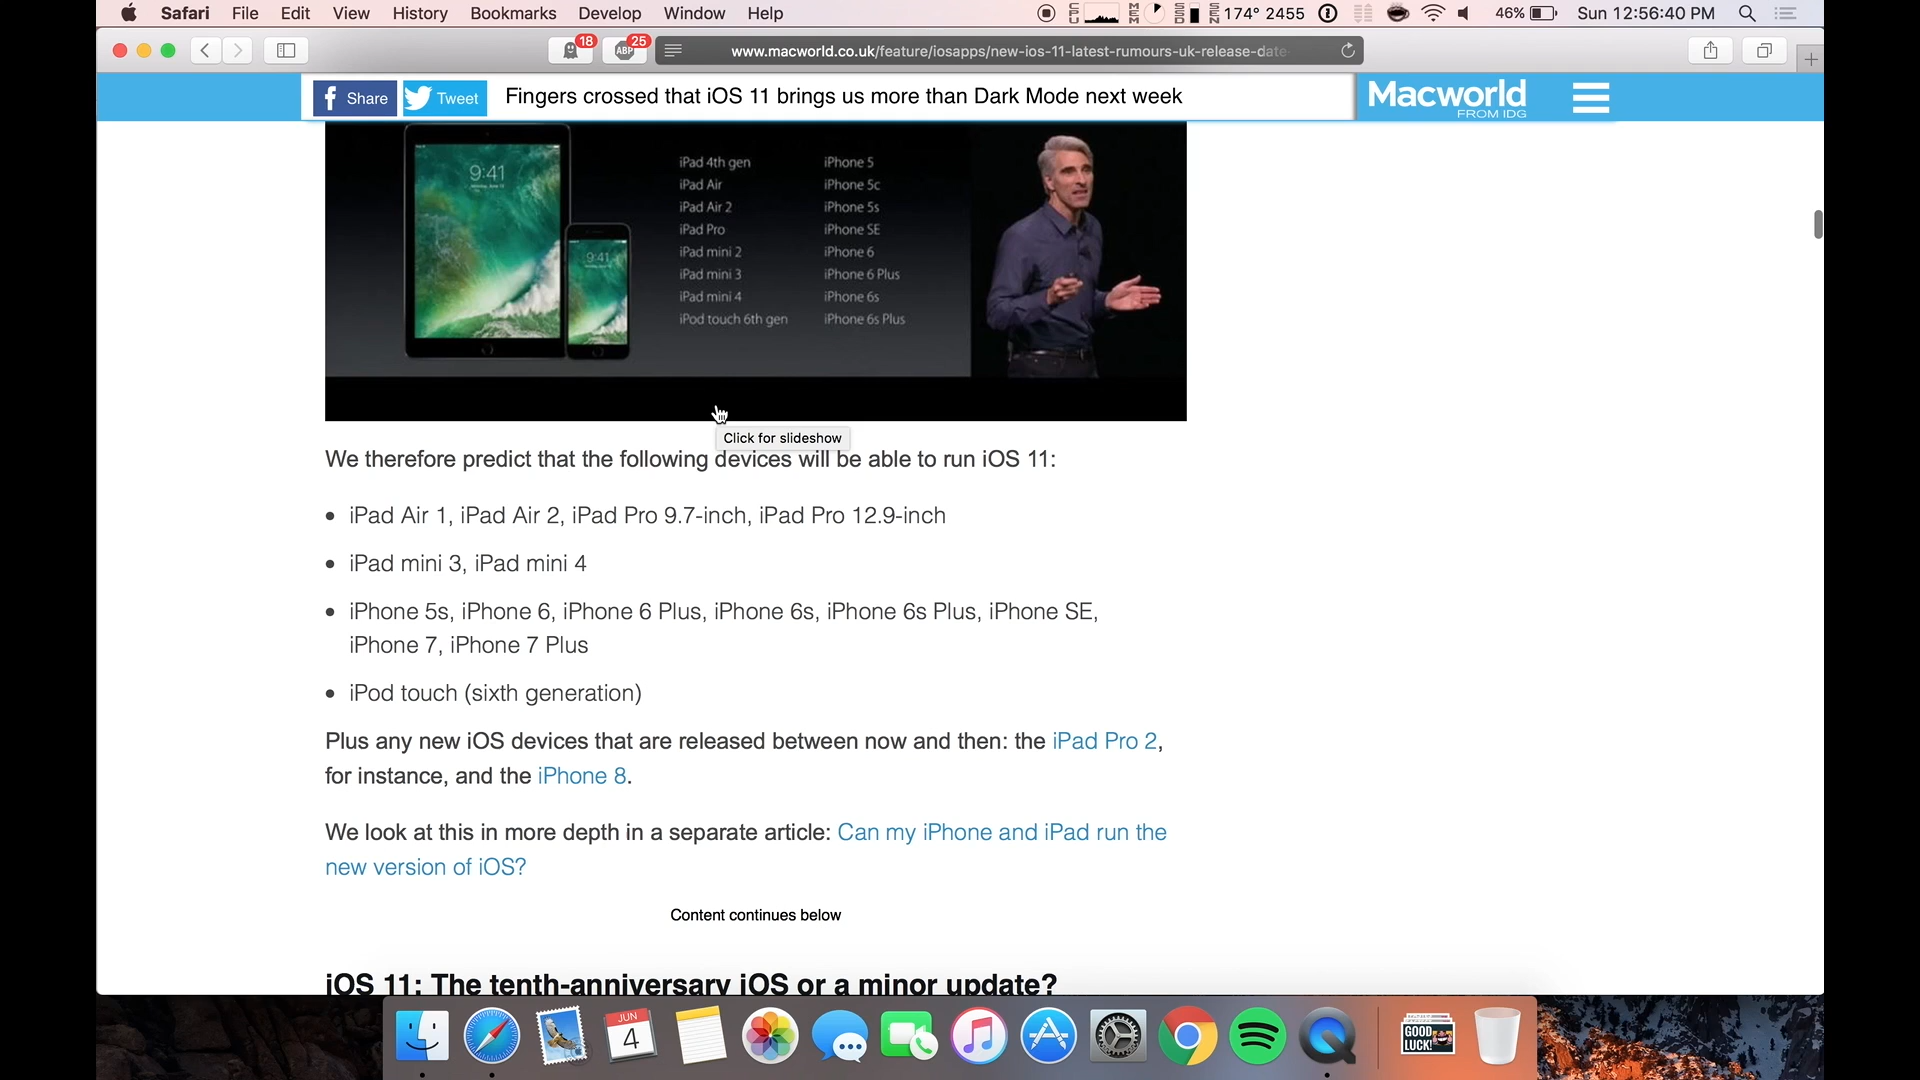 Safari File Edit View History Bookmarks Develop Window Help CPU MEM SSD SEN 174° 2455 46% Sun 12:56:40 PM
18 ABP 25 www.macworld.co.uk/feature/iosapps/new-ios-11-latest-rumours-uk-release-date-
Share Tweet Fingers crossed that iOS 11 brings us more than Dark Mode next week Macworld
FROM IDG
9:41
9:41
iPad 4th gen iPhone 5
iPad Air iPhone 5c
iPad Air 2 iPhone 5s
iPad Pro iPhone SE
iPad mini 2 iPhone 6
iPad mini 3 iPhone 6 Plus
iPad mini 4 iPhone 6s
iPod touch 6th gen iPhone 6s Plus
Click for slideshow
We therefore predict that the following devices will be able to run iOS 11:
• iPad Air 1, iPad Air 2, iPad Pro 9.7-inch, iPad Pro 12.9-inch
• iPad mini 3, iPad mini 4
• iPhone 5s, iPhone 6, iPhone 6 Plus, iPhone 6s, iPhone 6s Plus, iPhone SE,
iPhone 7, iPhone 7 Plus
• iPod touch (sixth generation)
Plus any new iOS devices that are released between now and then: the iPad Pro 2,
for instance, and the iPhone 8.
We look at this in more depth in a separate article: Can my iPhone and iPad run the
new version of iOS?
Content continues below
iOS 11: The tenth-anniversary iOS or a minor update?
JUN
4
GOOD
LUCK!